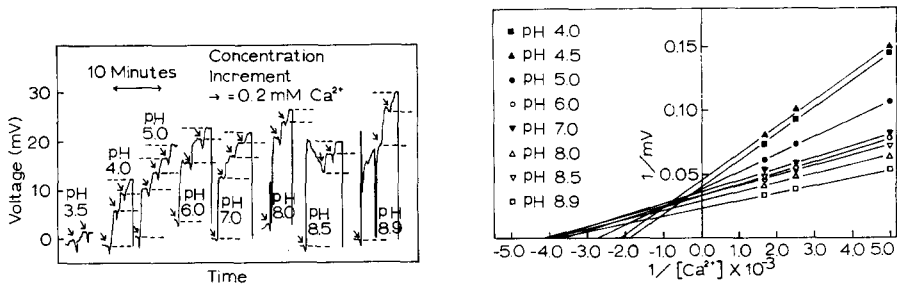 Concentration
Increment
→ = 0.2 mM Ca²⁺
10 Minutes
Voltage (mV)
30
20
10
0
pH
3.5
pH
4.0
pH
5.0
pH
6.0
pH
7.0
pH
8.0
pH
8.5
pH
8.9
Time
■ pH 4.0
▲ pH 4.5
● pH 5.0
○ pH 6.0
▼ pH 7.0
△ pH 8.0
▽ pH 8.5
□ pH 8.9
1/mV
0.15
0.10
0.05
-5.0 -4.0 -3.0 -2.0 -1.0 0.0 1.0 2.0 3.0 4.0 5.0
1/ [Ca²⁺] X 10⁻³